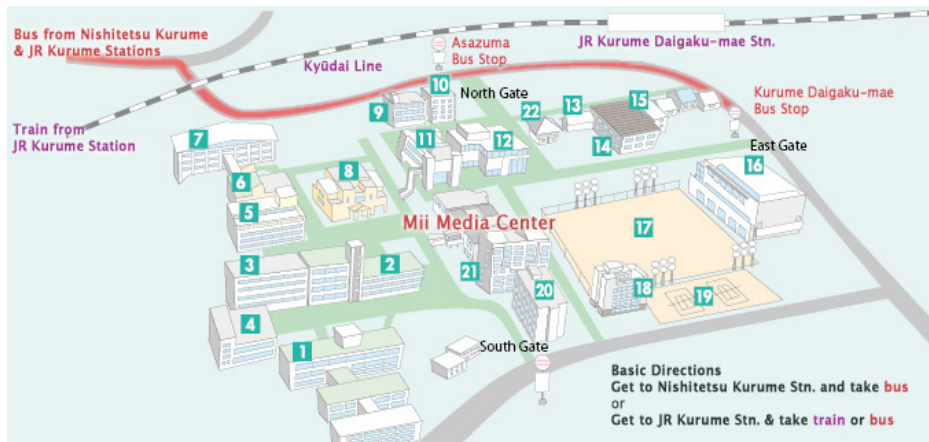 Bus from Nishitetsu Kurume
& JR Kurume Stations
Asazuma
Bus Stop
JR Kurume Daigaku-mae Stn.
Kyūdai Line
Kurume Daigaku-mae
Bus Stop
North Gate
Train from
JR Kurume Station
East Gate
10
9
22
13
15
7
11
12
14
16
6
8
5
Mii Media Center
17
3
2
21
20
18
19
4
1
South Gate
Basic Directions
Get to Nishitetsu Kurume Stn. and take bus
or
Get to JR Kurume Stn. & take train or bus